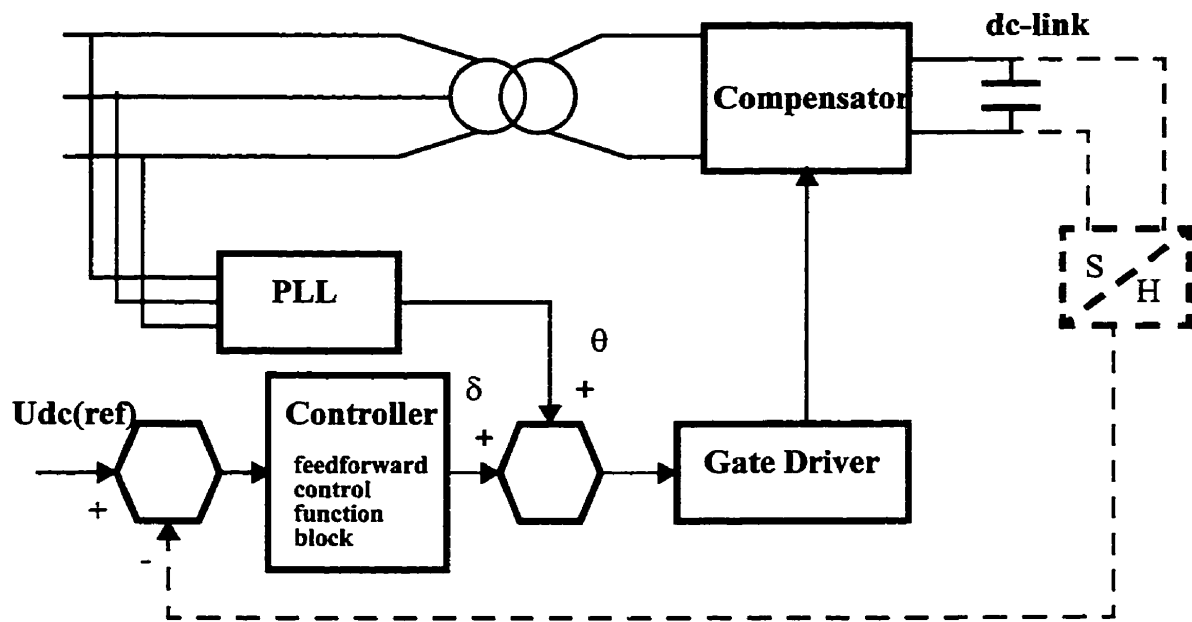 dc-link
Compensator
S
H
PLL
θ
+
δ
Udc(ref)
Controller
+
Gate Driver
feedforward
control
function
block
+
-